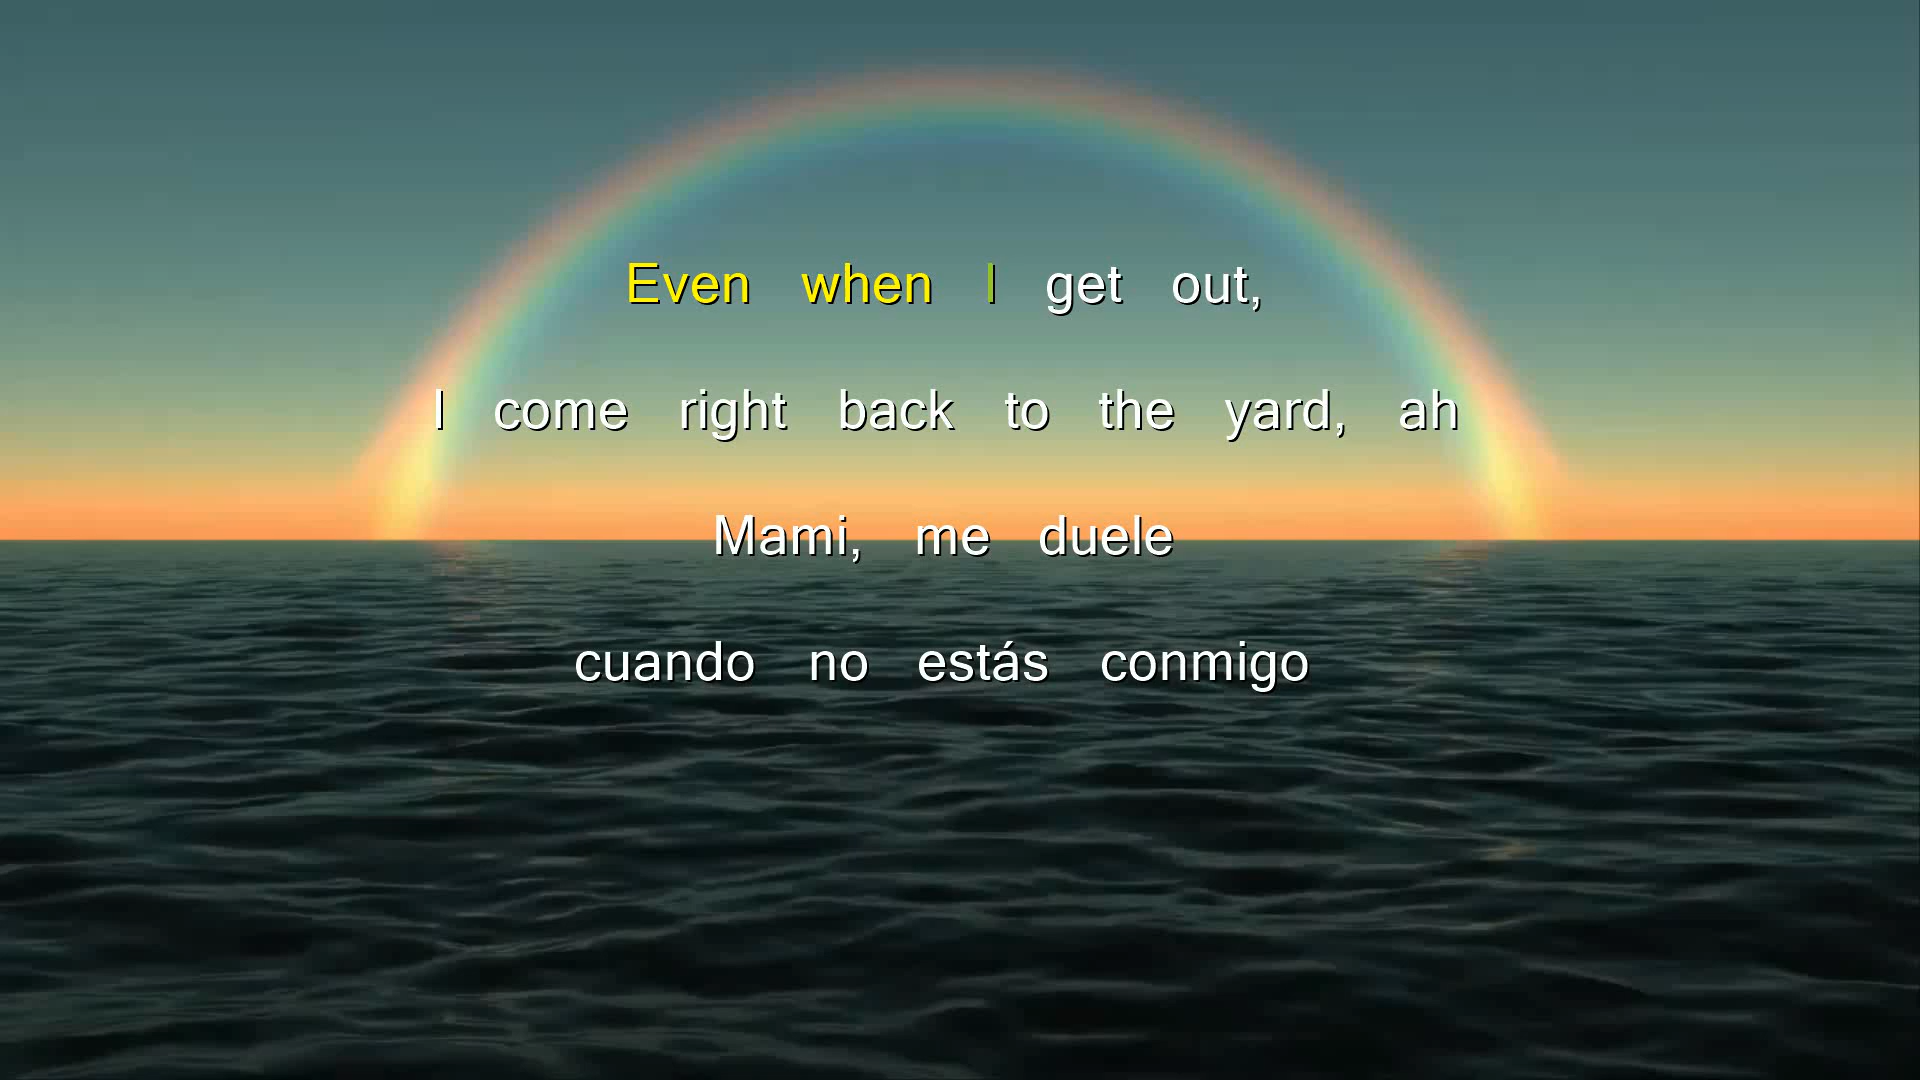 Even when I get out,
I come right back to the yard, ah
Mami, me duele
cuando no estás conmigo